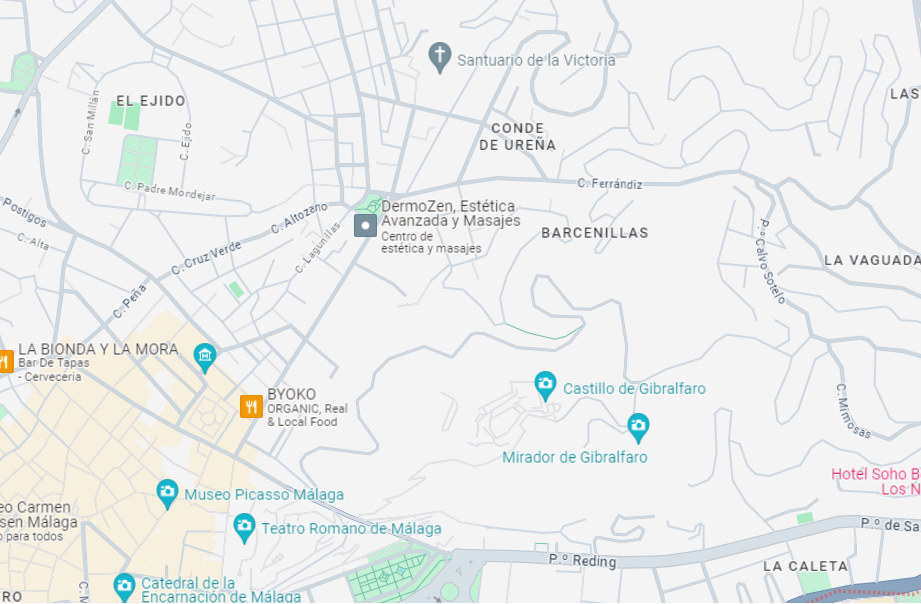 Santuario de la Victoria
LAS
EL EJIDO
C. San Millán
C. Ejido
CONDE
DE UREÑA
C. Padre Mordejar
C. Ferrándiz
Postigos
C. Alta
C. Altozano
DermoZen, Estética
Avanzada y Masajes
Centro de
estética y masajes
C. Lagunillas
C. Cruz Verde
BARCENILLAS
P.º Calvo Sotelo
LA VAGUADA
C. Peña
LA BIONDA Y LA MORA
Bar De Tapas
- Cervecería
BYOKO
ORGANIC, Real
& Local Food
Castillo de Gibralfaro
C. Mimosas
Mirador de Gibralfaro
Hotel Soho B
Los N
Museo Picasso Málaga
eo Carmen
ssen Málaga
o para todos
Teatro Romano de Málaga
P.º de Sa
P.º Reding
LA CALETA
Catedral de la
Encarnación de Málaga
TRO
C. M